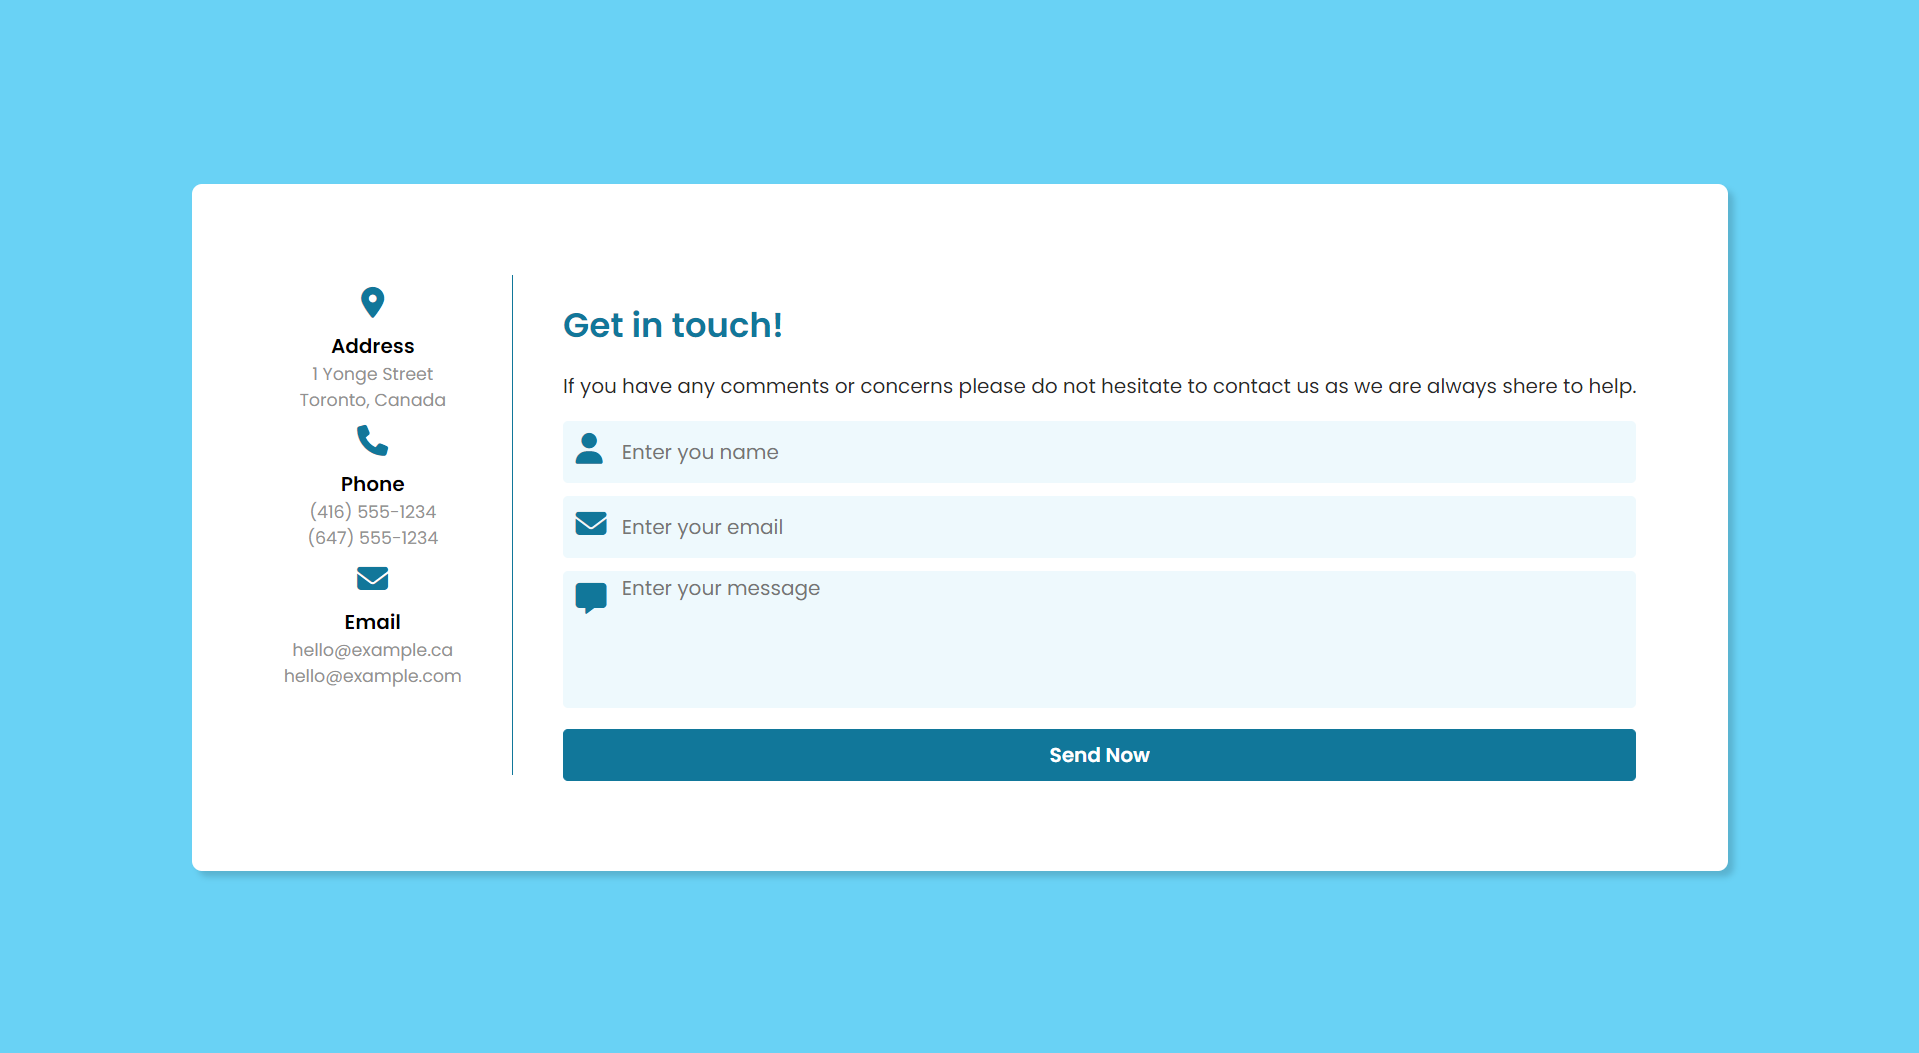 Address
1 Yonge Street
Toronto, Canada
Phone
(416) 555-1234
(647) 555-1234
Email
hello@example.ca
hello@example.com
Get in touch!
If you have any comments or concerns please do not hesitate to contact us as we are always shere to help.
Enter you name
Enter your email
Enter your message
Send Now